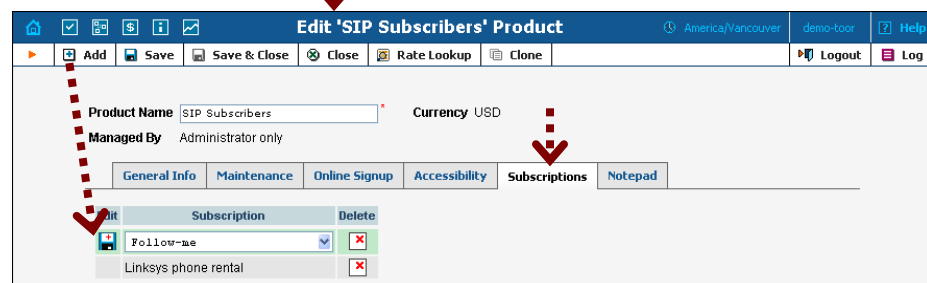 Edit 'SIP Subscribers' Product America/Vancouver demo-toor ? Help
Add Save Save & Close Close Rate Lookup Clone Logout Log
Product Name SIP Subscribers * Currency USD
Managed By Administrator only
General Info Maintenance Online Signup Accessibility Subscriptions Notepad
Edit Subscription Delete
Follow-me
Linksys phone rental